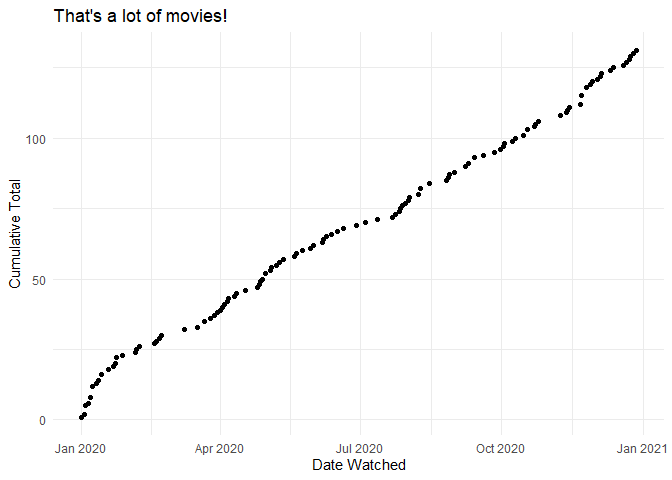 That's a lot of movies!
Cumulative Total
100
50
0
Jan 2020 Apr 2020 Jul 2020 Oct 2020 Jan 2021
Date Watched